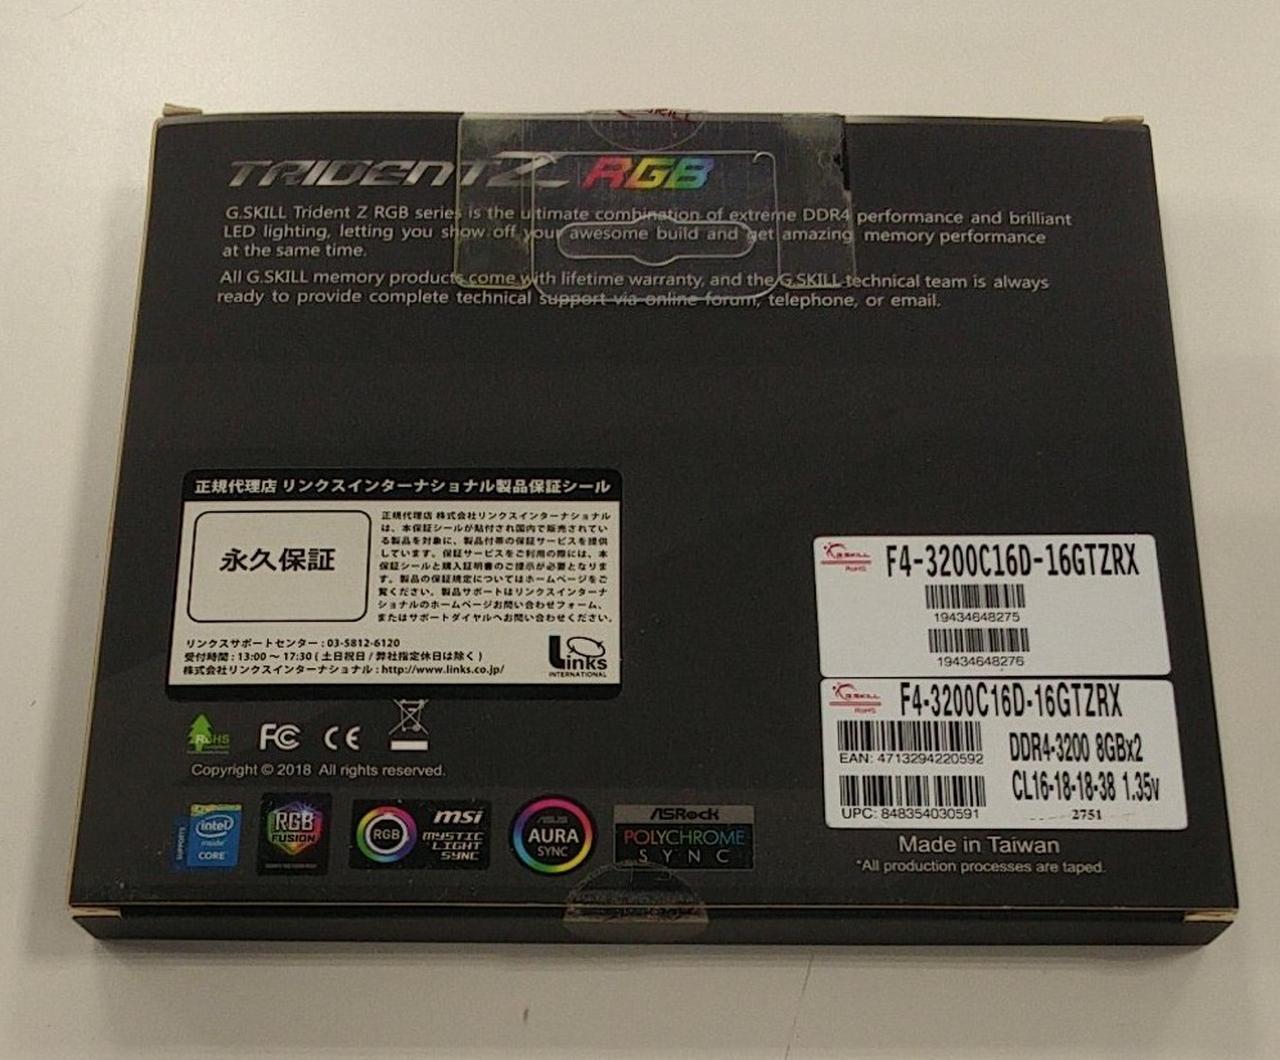 G.SKILL
TRIDENT Z RGB
G.SKILL Trident Z RGB series is the ultimate combination of extreme DDR4 performance and brilliant
LED lighting, letting you show off your awesome build and get amazing memory performance
at the same time.
All G.SKILL memory products come with lifetime warranty, and the G.SKILL technical team is always
ready to provide complete technical support via online forum, telephone, or email.
正規代理店 リンクスインターナショナル製品保証シール
永久保証
正規代理店 株式会社リンクスインターナショナル
は、本保証シールが貼付され国内で販売されてい
る製品を対象に、製品付帯の保証サービスを提供
しています。保証サービスをご利用の際には、本
保証シールと購入証明書のご提示が必要となりま
す。製品の保証規定についてはホームページをご
覧ください。製品サポートはリンクスインターナ
ショナルのホームページお問い合わせフォーム、
またはサポートダイヤルへお問い合わせください。
リンクスサポートセンター : 03-5812-6120
受付時間 : 13:00 〜 17:30 ( 土日祝日 / 弊社指定休日は除く )
株式会社リンクスインターナショナル : http://www.links.co.jp/
Links
INTERNATIONAL
G.SKILL
RoHS
F4-3200C16D-16GTZRX
19434648275
19434648276
G.SKILL
RoHS
F4-3200C16D-16GTZRX
EAN: 4713294220592
DDR4-3200 8GBx2
CL16-18-18-38 1.35v
UPC: 848354030591
2751
Made in Taiwan
*All production processes are taped.
RoHS
FC CE
Copyright © 2018 All rights reserved.
SUPPORTS
intel
inside
CORE
RGB
FUSION
RGB
msi
MYSTIC
LIGHT
SYNC
ASUS
AURA
SYNC
ASRock
POLYCHROME
SYNC